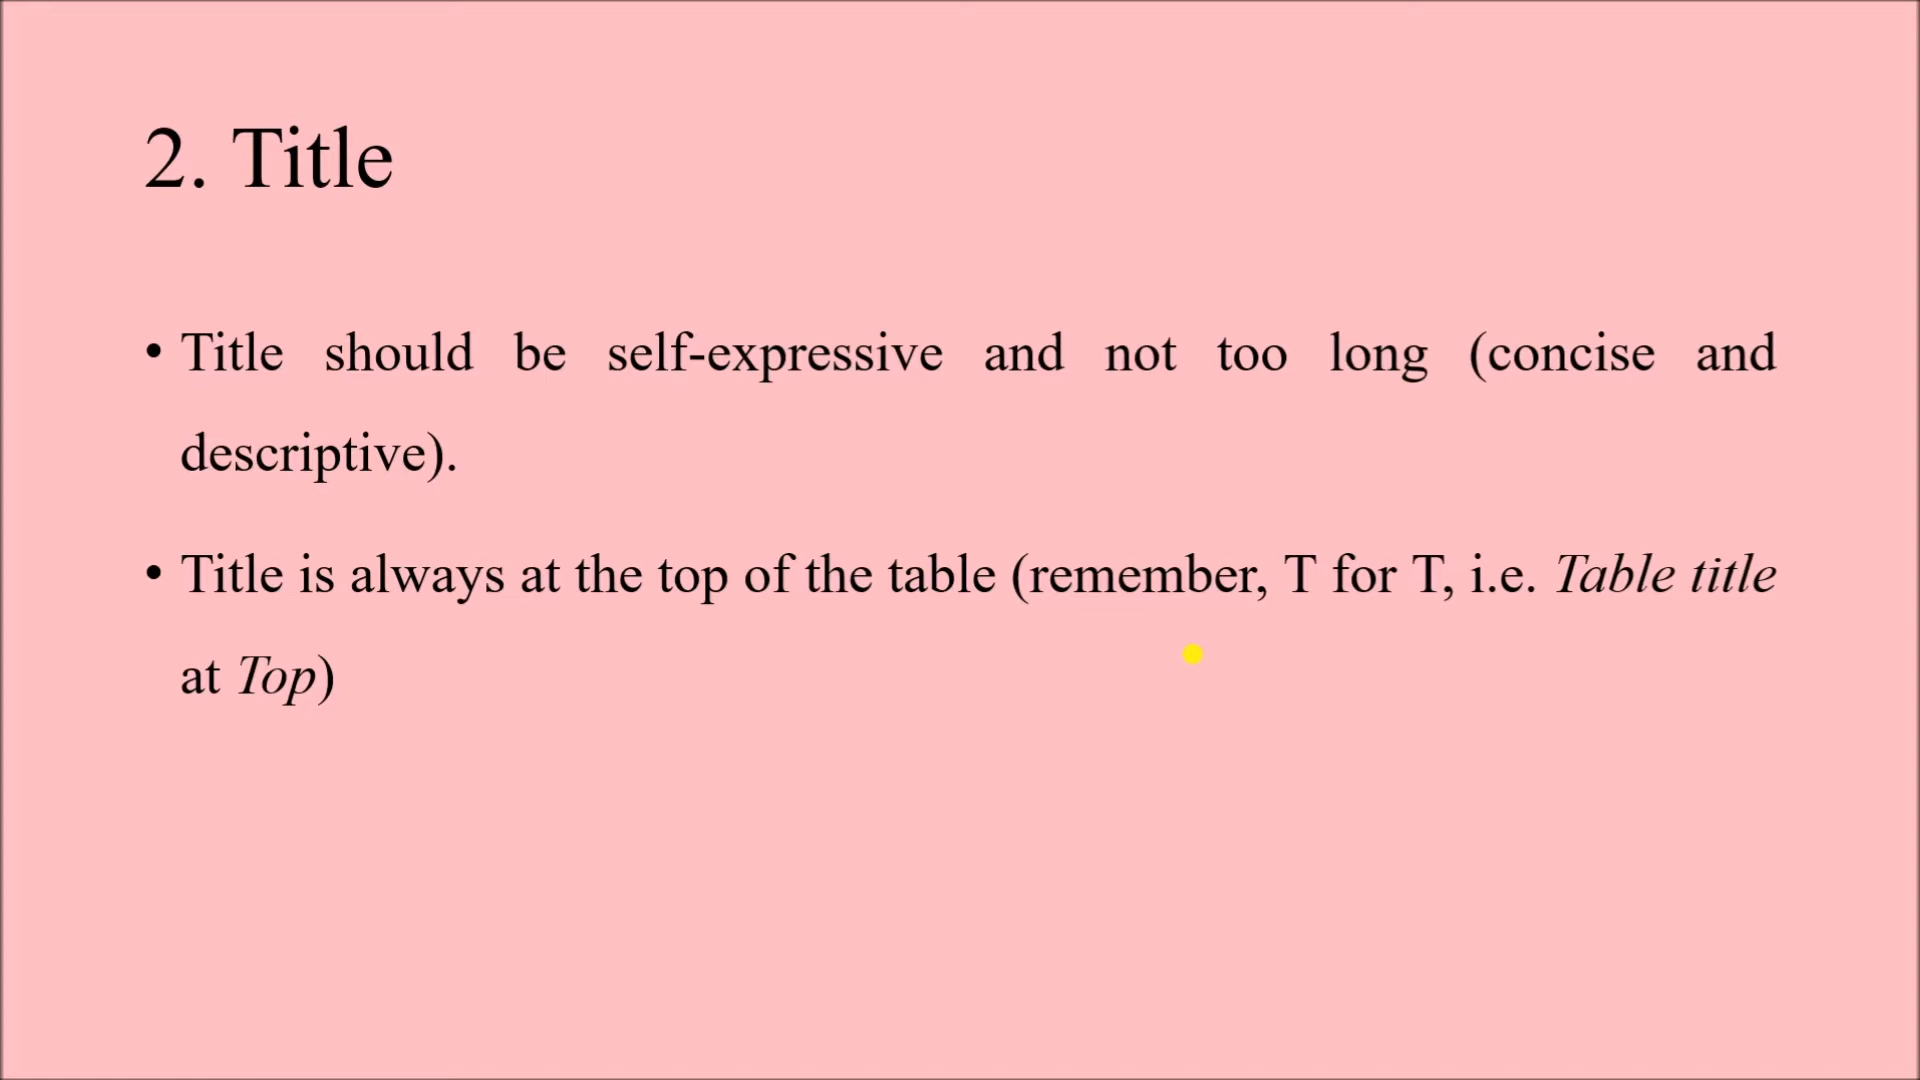 2. Title
• Title should be self-expressive and not too long (concise and
descriptive).
• Title is always at the top of the table (remember, T for T, i.e. Table title
at Top)